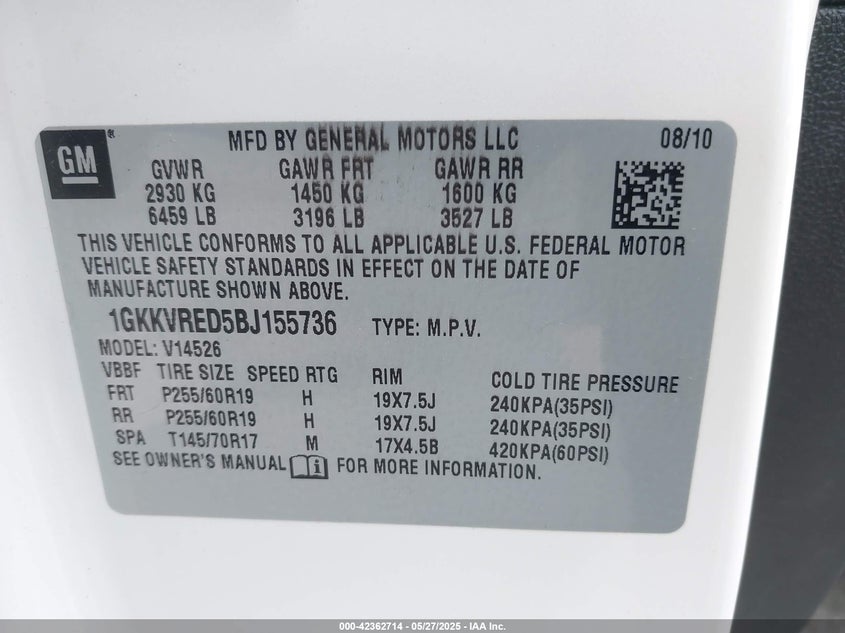 GM ®
MFD BY GENERAL MOTORS LLC 08/10
GVWR GAWR FRT GAWR RR
2930 KG 1450 KG 1600 KG
6459 LB 3196 LB 3527 LB
THIS VEHICLE CONFORMS TO ALL APPLICABLE U.S. FEDERAL MOTOR
VEHICLE SAFETY STANDARDS IN EFFECT ON THE DATE OF
MANUFACTURE SHOWN ABOVE.
1GKKVRED5BJ155736 TYPE: M.P.V.
MODEL: V14526
VBBF TIRE SIZE SPEED RTG RIM COLD TIRE PRESSURE
FRT P255/60R19 H 19X7.5J 240KPA(35PSI)
RR P255/60R19 H 19X7.5J 240KPA(35PSI)
SPA T145/70R17 M 17X4.5B 420KPA(60PSI)
SEE OWNER'S MANUAL i FOR MORE INFORMATION.
000-42362714 - 05/27/2025 - IAA Inc.